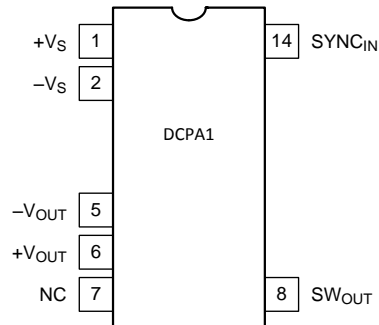 +VS 1 14 SYNCIN
–VS 2
DCPA1
–VOUT 5
+VOUT 6
NC 7 8 SWOUT